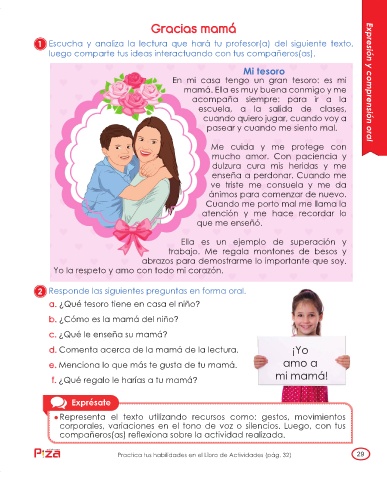 Gracias mamá
1 Escucha y analiza la lectura que hará tu profesor(a) del siguiente texto,
luego comparte tus ideas interactuando con tus compañeros(as).
Expresión y comprensión oral
Mi tesoro
En mi casa tengo un gran tesoro: es mi
mamá. Ella es muy buena conmigo y me
acompaña siempre: para ir a la
escuela, a la salida de clases,
cuando quiero jugar, cuando voy a
pasear y cuando me siento mal.
Me cuida y me protege con
mucho amor. Con paciencia y
dulzura cura mis heridas y me
enseña a perdonar. Cuando me
ve triste me consuela y me da
ánimos para comenzar de nuevo.
Cuando me porto mal me llama la
atención y me hace recordar lo
que me enseñó.
Ella es un ejemplo de superación y
trabajo. Me regala montones de besos y
abrazos para demostrarme lo importante que soy.
Yo la respeto y amo con todo mi corazón.
2 Responde las siguientes preguntas en forma oral.
a. ¿Qué tesoro tiene en casa el niño?
b. ¿Cómo es la mamá del niño?
c. ¿Qué le enseña su mamá?
d. Comenta acerca de la mamá de la lectura.
e. Menciona lo que más te gusta de tu mamá.
f. ¿Qué regalo le harías a tu mamá?
¡Yo
amo a
mi mamá!
Exprésate
Representa el texto utilizando recursos como: gestos, movimientos
corporales, variaciones en el tono de voz o silencios. Luego, con tus
compañeros(as) reflexiona sobre la actividad realizada.
Practica tus habilidades en el Libro de Actividades (pág. 32)
29